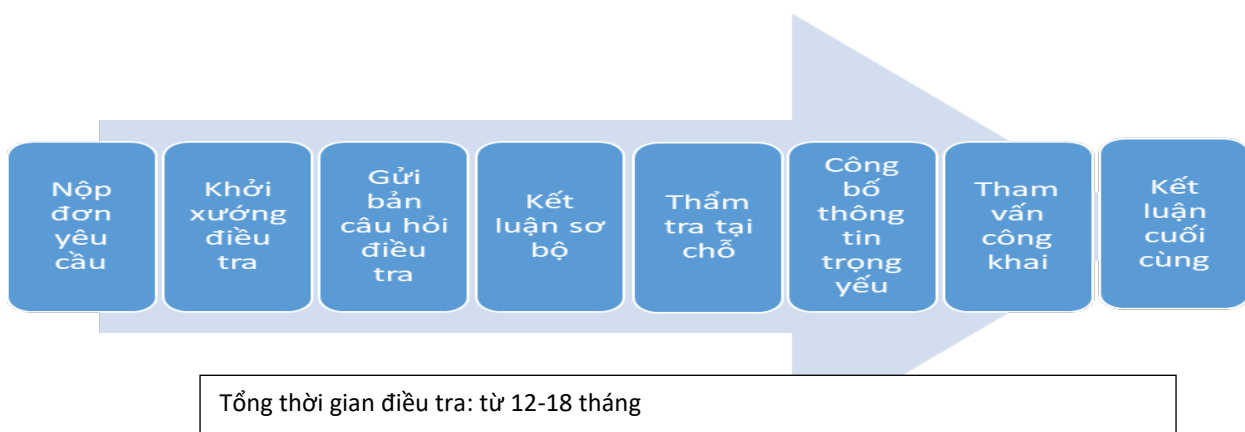 Nộp
đơn
yêu
cầu
Khởi
xướng
điều
tra
Gửi
bản
câu hỏi
điều
tra
Kết
luận sơ
bộ
Thẩm
tra tại
chỗ
Công
bố
thông
tin
trọng
yếu
Tham
vấn
công
khai
Kết
luận
cuối
cùng
Tổng thời gian điều tra: từ 12-18 tháng